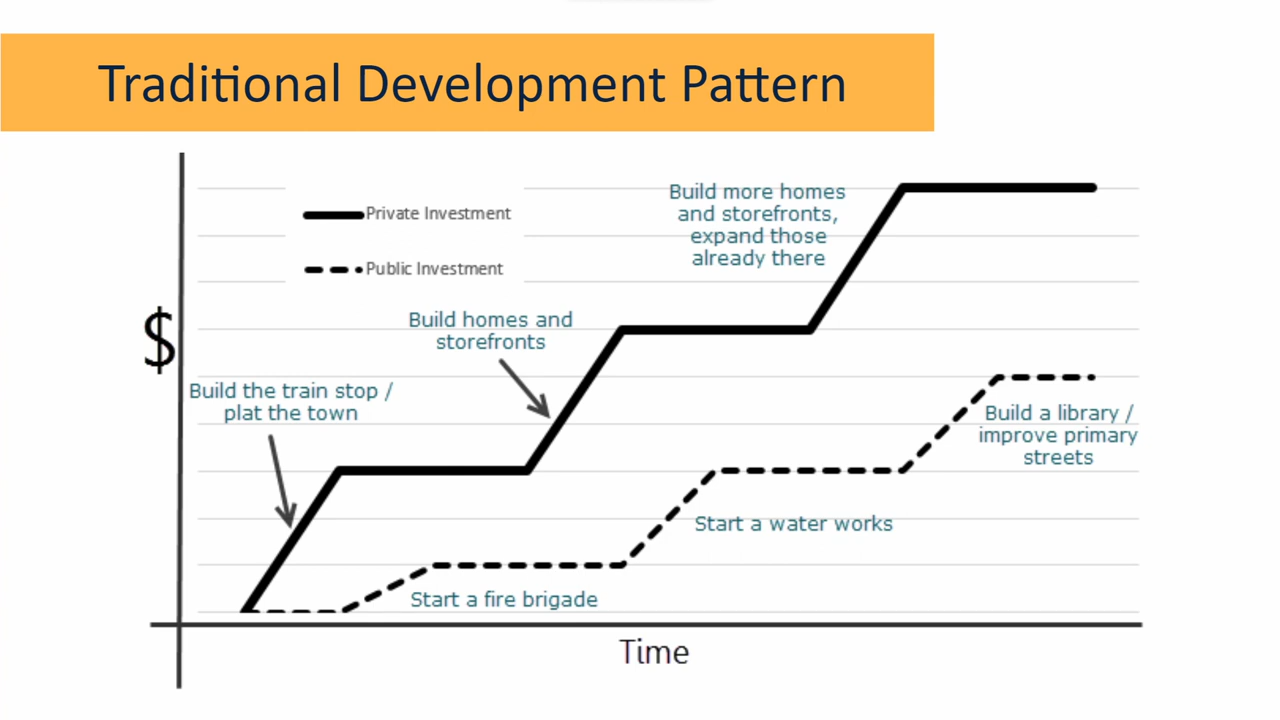 Traditional Development Pattern
Private Investment
Public Investment
Build more homes
and storefronts,
expand those
already there
$
Build homes and
storefronts
Build the train stop /
plat the town
Build a library /
improve primary
streets
Start a water works
Start a fire brigade
Time